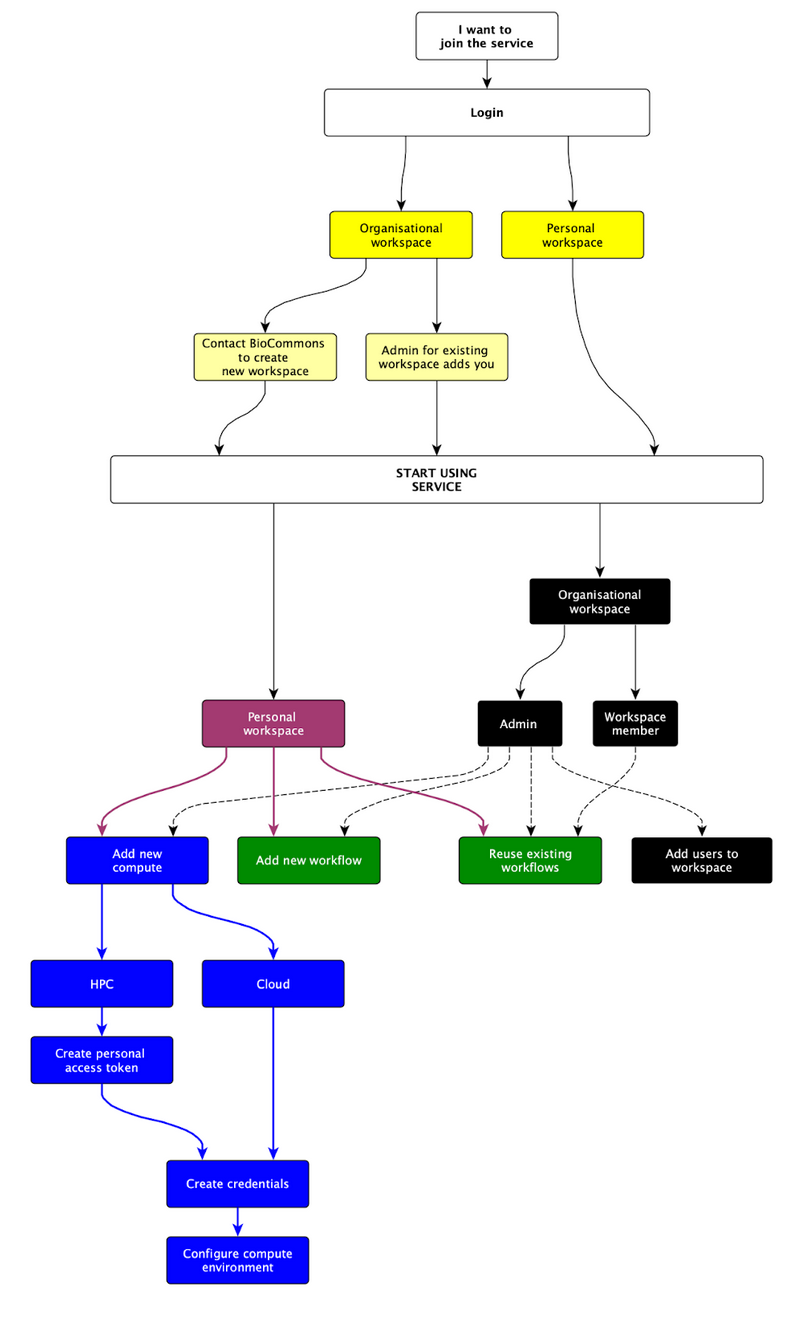 I want to
join the service
Login
Organisational
workspace
Personal
workspace
Contact BioCommons
to create
new workspace
Admin for existing
workspace adds you
START USING
SERVICE
Organisational
workspace
Personal
workspace
Admin
Workspace
member
Add new
compute
Add new workflow
Reuse existing
workflows
Add users to
workspace
HPC
Cloud
Create personal
access token
Create credentials
Configure compute
environment